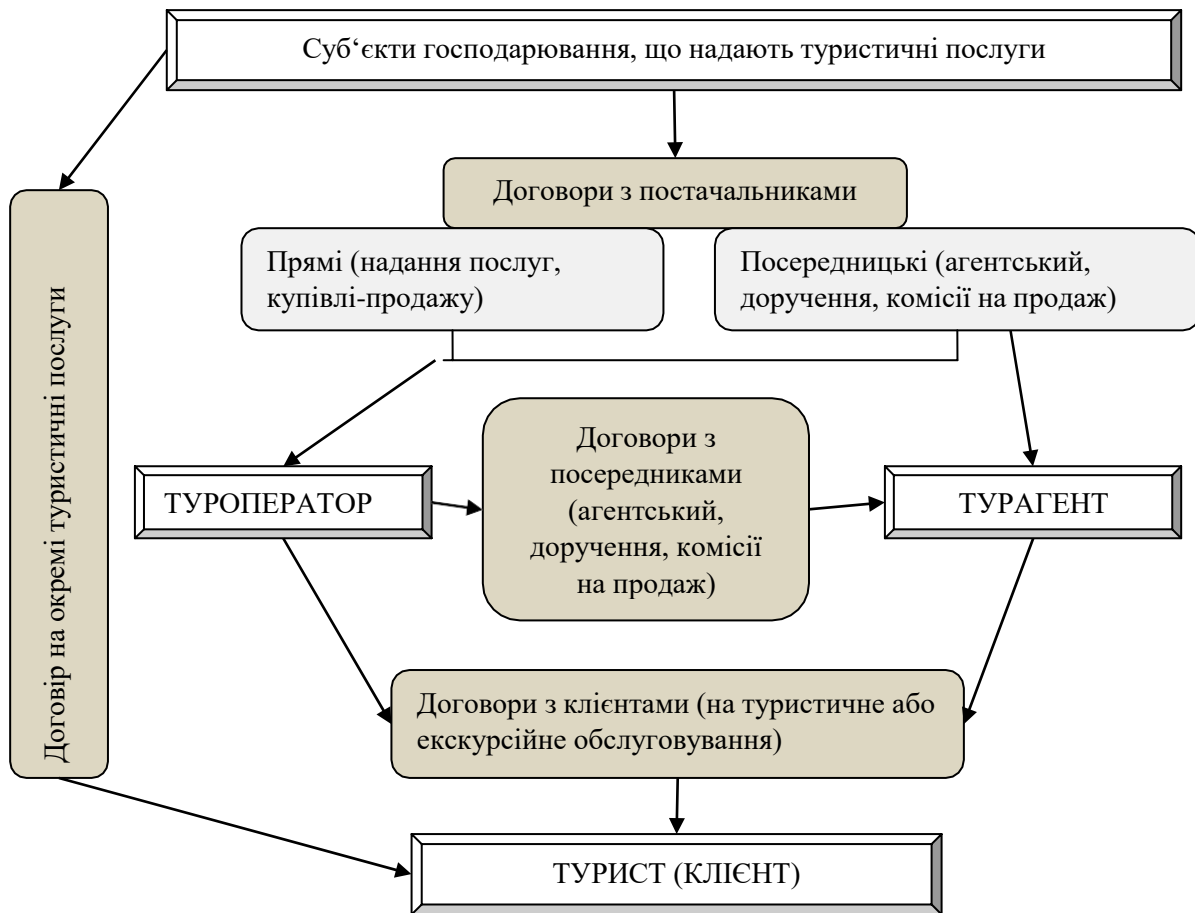 Суб‘єкти господарювання, що надають туристичні послуги
Договори з постачальниками
Прямі (надання послуг,
купівлі-продажу)
Посередницькі (агентський,
доручення, комісії на продаж)
Договір на окремі туристичні послуги
Договори з
посередниками
(агентський,
доручення, комісії
на продаж)
ТУРОПЕРАТОР
ТУРАГЕНТ
Договори з клієнтами (на туристичне або
екскурсійне обслуговування)
ТУРИСТ (КЛІЄНТ)